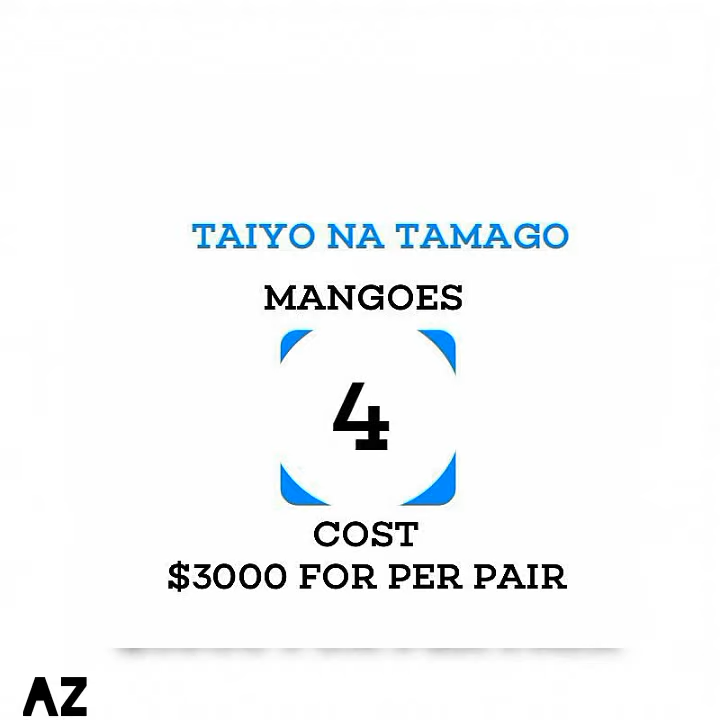 TAIYO NA TAMAGO
MANGOES
4
COST
$3000 FOR PER PAIR
AZ